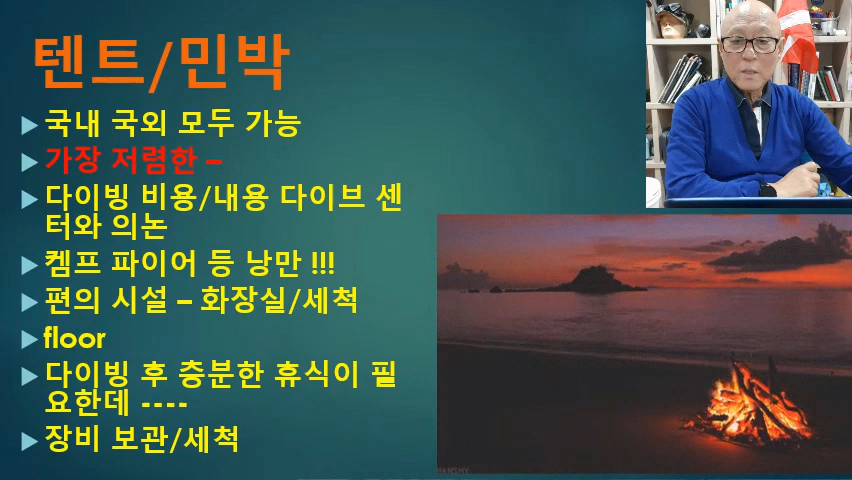 텐트/민박
국내 국외 모두 가능
가장 저렴한 –
다이빙 비용/내용 다이브 센
터와 의논
켐프 파이어 등 낭만 !!!
편의 시설 – 화장실/세척
floor
다이빙 후 충분한 휴식이 필
요한데 ----
장비 보관/세척